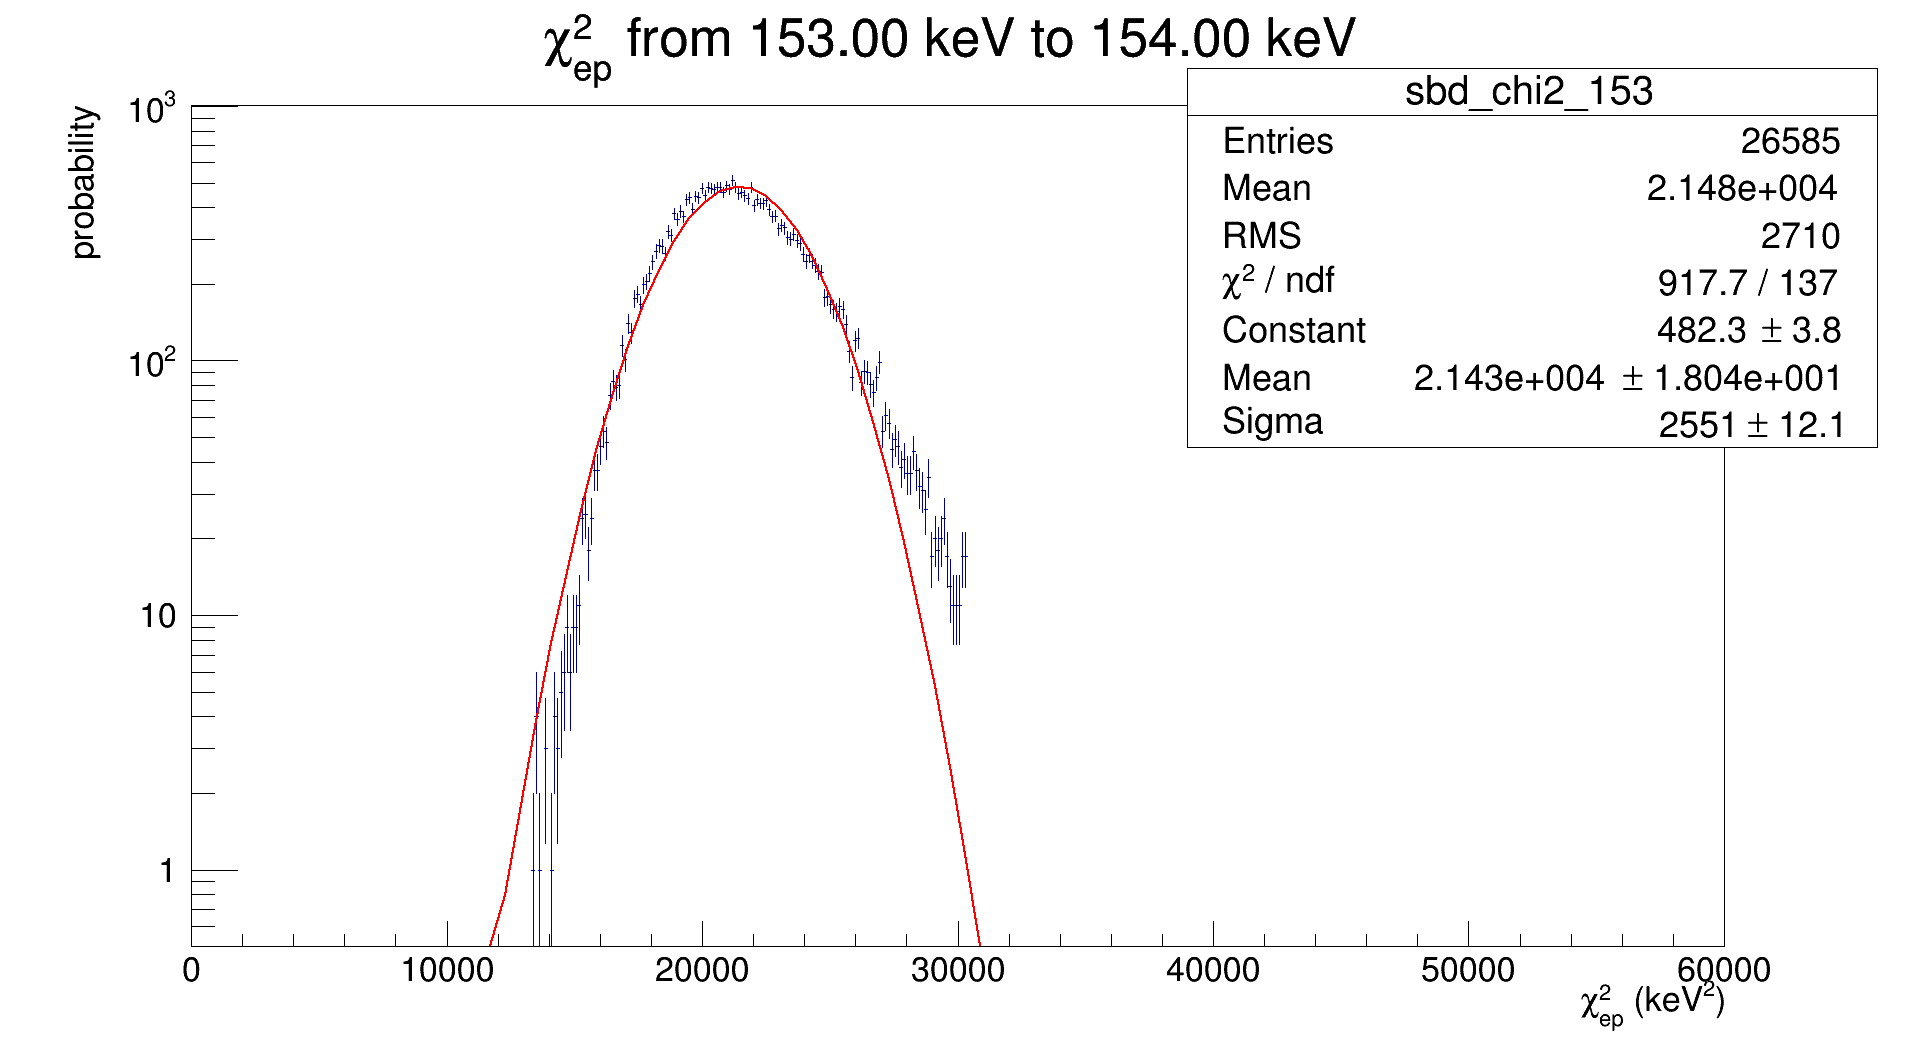 χ²ep from 153.00 keV to 154.00 keV
sbd_chi2_153
Entries 26585
Mean 2.148e+004
RMS 2710
χ² / ndf 917.7 / 137
Constant 482.3 ± 3.8
Mean 2.143e+004 ± 1.804e+001
Sigma 2551 ± 12.1
probability
10³
10²
10
1
0 10000 20000 30000 40000 50000 60000
χ²ep (keV²)